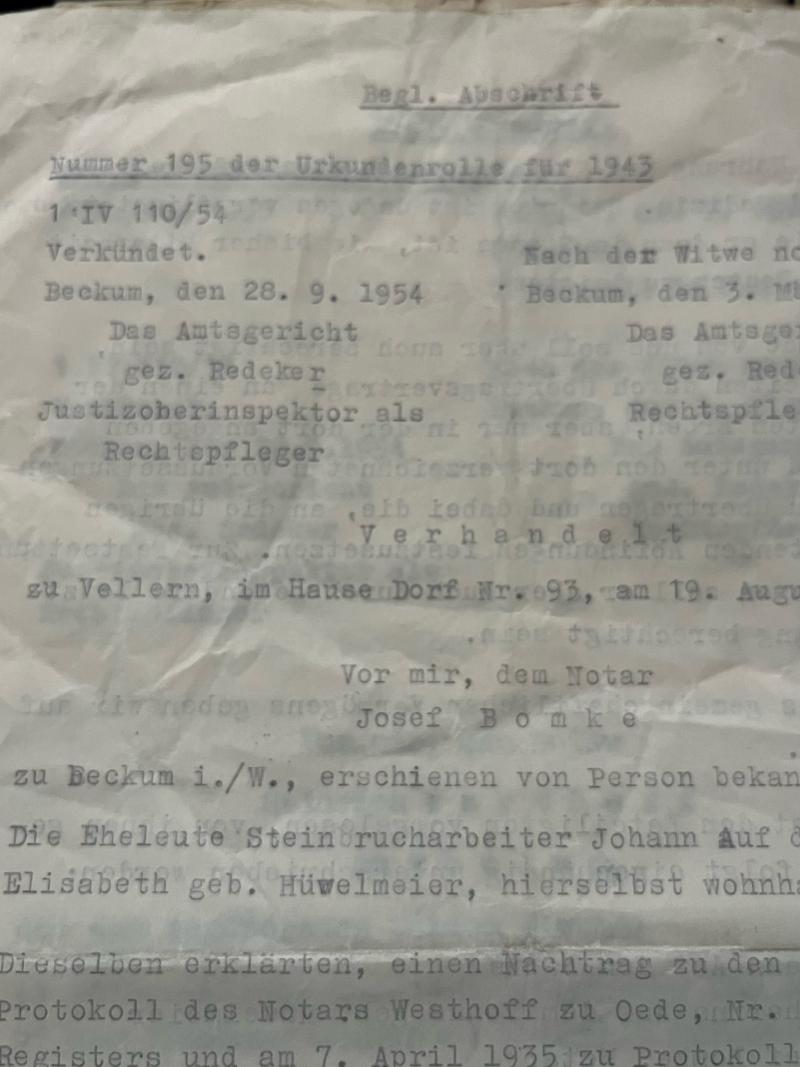 Begl. Abschrift
Nummer 195 der Urkundenrolle für 1943
1 IV 110/54
Verkündet.
Nach der Witwe
Beckum, den 28. 9. 1954
Beckum, den 3.
Das Amtsgericht
Das Amtsge
gez. Redeker
gez. Red
Justizoberinspektor als
Rechtspfle
Rechtspfleger
V e r h a n d e l t
zu Vellern, im Hause Dorf Nr. 93, am 19. Augu
Vor mir, dem Notar
Josef B o m k e
zu Beckum i./W., erschienen von Person bekan
Die Eheleute Stein rucharbeiter Johann Auf d
Elisabeth geb. Hüwelmeier, hierselbst wohnha
Dieselben erklärten, einen Nachtrag zu den
Protokoll des Notars Westhoff zu Oede, Nr.
Registers und am 7. April 1935 zu Protokoll